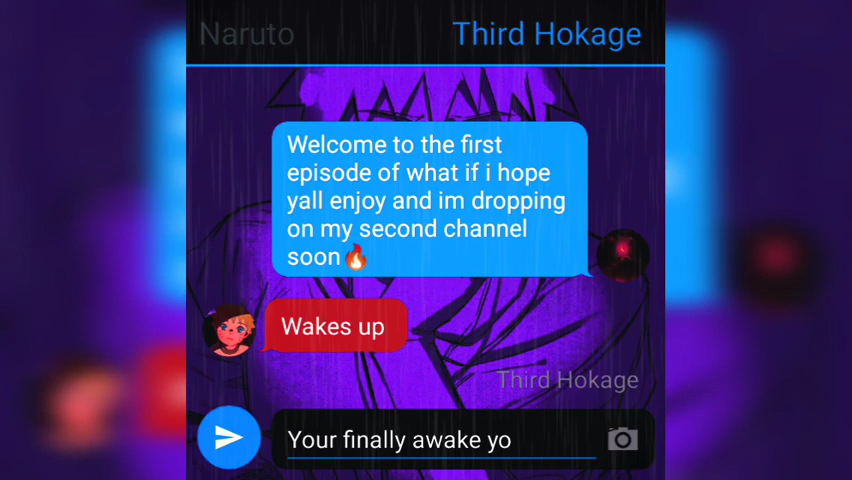 Naruto
Third Hokage
Welcome to the first
episode of what if i hope
yall enjoy and im dropping
on my second channel
soon🔥
Wakes up
Third Hokage
Your finally awake yo